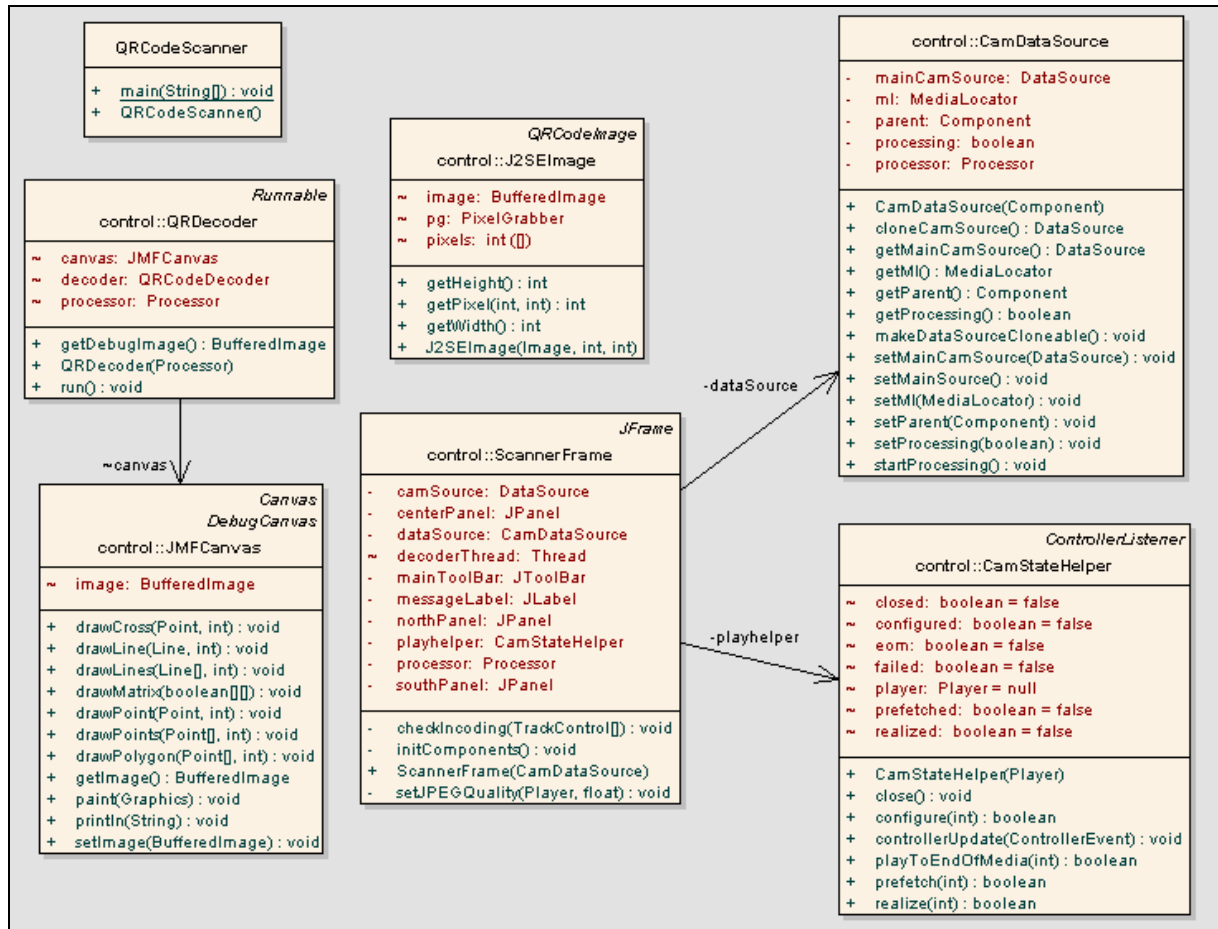 QRCodeScanner
+ main(String[]) : void
+ QRCodeScanner()
Runnable
control::QRDecoder
~ canvas: JMFCanvas
~ decoder: QRCodeDecoder
~ processor: Processor
+ getDebugImage() : BufferedImage
+ QRDecoder(Processor)
+ run() : void
~canvas
Canvas
DebugCanvas
control::JMFCanvas
~ image: BufferedImage
+ drawCross(Point, int) : void
+ drawLine(Line, int) : void
+ drawLines(Line[], int) : void
+ drawMatrix(boolean[][]) : void
+ drawPoint(Point, int) : void
+ drawPoints(Point[], int) : void
+ drawPolygon(Point[], int) : void
+ getImage() : BufferedImage
+ paint(Graphics) : void
+ println(String) : void
+ setImage(BufferedImage) : void
QRCodeImage
control::J2SEImage
~ image: BufferedImage
~ pg: PixelGrabber
~ pixels: int ([])
+ getHeight() : int
+ getPixel(int, int) : int
+ getWidth() : int
+ J2SEImage(Image, int, int)
JFrame
control::ScannerFrame
- camSource: DataSource
- centerPanel: JPanel
- dataSource: CamDataSource
~ decoderThread: Thread
- mainToolBar: JToolBar
- messageLabel: JLabel
- northPanel: JPanel
- playhelper: CamStateHelper
- processor: Processor
- southPanel: JPanel
- checkIncoding(TrackControl[]) : void
- initComponents() : void
+ ScannerFrame(CamDataSource)
- setJPEGQuality(Player, float) : void
-dataSource
-playhelper
control::CamDataSource
- mainCamSource: DataSource
- ml: MediaLocator
- parent: Component
- processing: boolean
- processor: Processor
+ CamDataSource(Component)
+ cloneCamSource() : DataSource
+ getMainCamSource() : DataSource
+ getMl() : MediaLocator
+ getParent() : Component
+ getProcessing() : boolean
+ makeDataSourceCloneable() : void
+ setMainCamSource(DataSource) : void
+ setMainSource() : void
+ setMl(MediaLocator) : void
+ setParent(Component) : void
+ setProcessing(boolean) : void
+ startProcessing() : void
ControllerListener
control::CamStateHelper
~ closed: boolean = false
~ configured: boolean = false
~ eom: boolean = false
~ failed: boolean = false
~ player: Player = null
~ prefetched: boolean = false
~ realized: boolean = false
+ CamStateHelper(Player)
+ close() : void
+ configure(int) : boolean
+ controllerUpdate(ControllerEvent) : void
+ playToEndOfMedia(int) : boolean
+ prefetch(int) : boolean
+ realize(int) : boolean